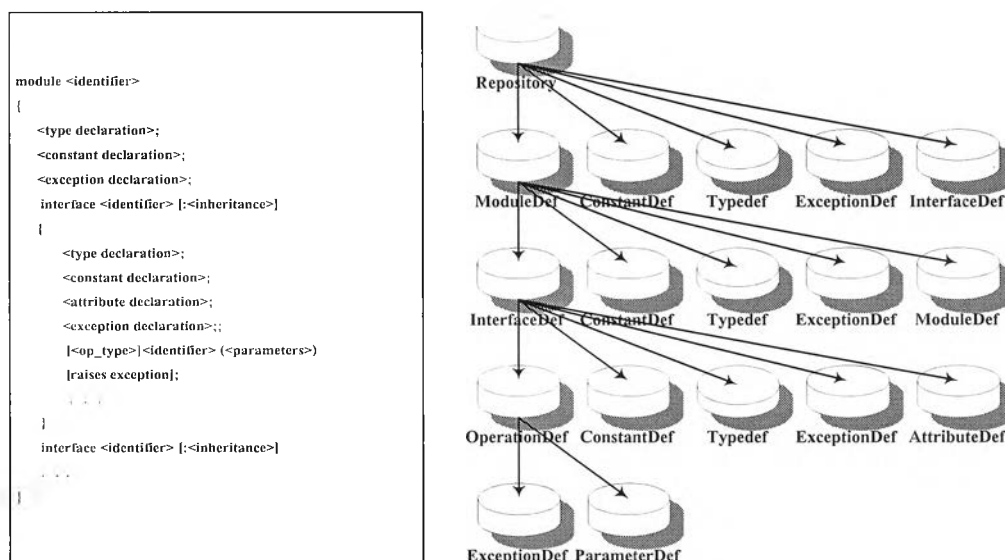 module <identifier>
{
<type declaration>;
<constant declaration>;
<exception declaration>;
interface <identifier> [:<inheritance>]
{
<type declaration>;
<constant declaration>;
<attribute declaration>;
<exception declaration>;;
[<op_type>]<identifier> (<parameters>)
[raises exception];
. . .
}
interface <identifier> [:<inheritance>]
. . .
}
Repository
ModuleDef ConstantDef Typedef ExceptionDef InterfaceDef
InterfaceDef ConstantDef Typedef ExceptionDef ModuleDef
OperationDef ConstantDef Typedef ExceptionDef AttributeDef
ExceptionDef ParameterDef